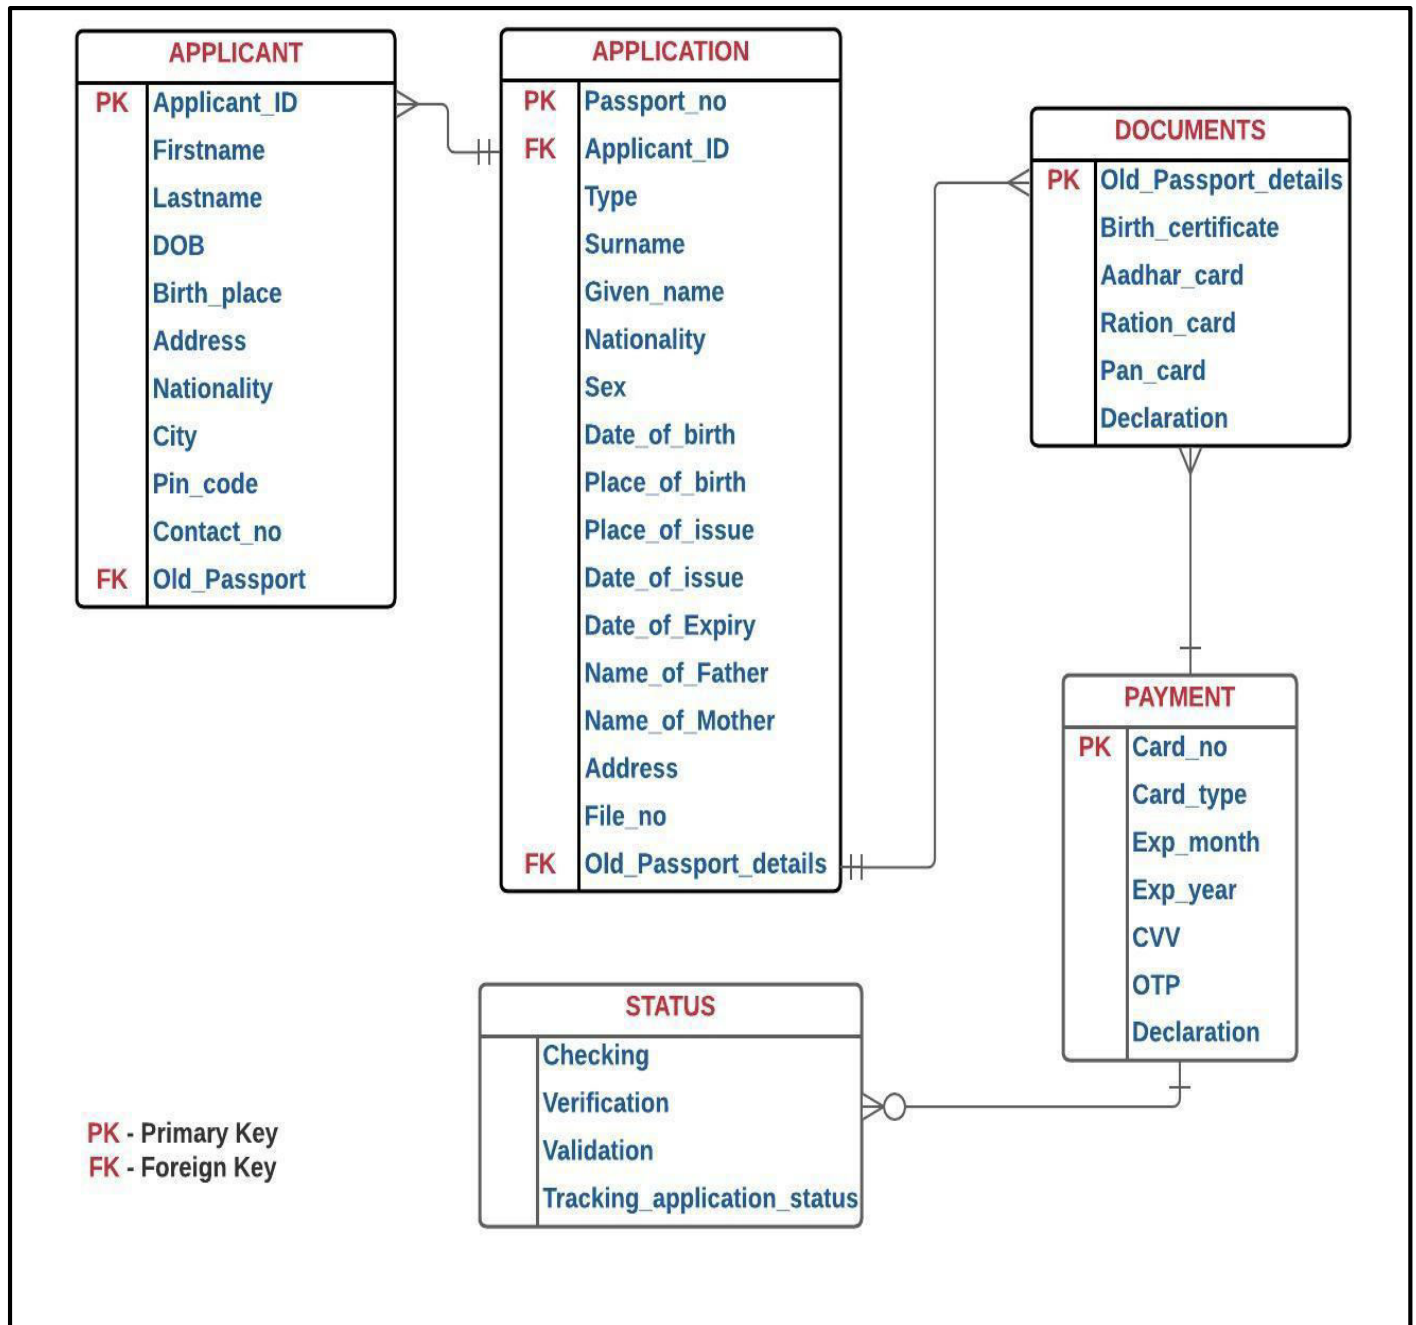 APPLICANT
PK Applicant_ID
Firstname
Lastname
DOB
Birth_place
Address
Nationality
City
Pin_code
Contact_no
FK Old_Passport
APPLICATION
PK Passport_no
FK Applicant_ID
Type
Surname
Given_name
Nationality
Sex
Date_of_birth
Place_of_birth
Place_of_issue
Date_of_issue
Date_of_Expiry
Name_of_Father
Name_of_Mother
Address
File_no
FK Old_Passport_details
DOCUMENTS
PK Old_Passport_details
Birth_certificate
Aadhar_card
Ration_card
Pan_card
Declaration
PAYMENT
PK Card_no
Card_type
Exp_month
Exp_year
CVV
OTP
Declaration
STATUS
Checking
Verification
Validation
Tracking_application_status
PK - Primary Key
FK - Foreign Key